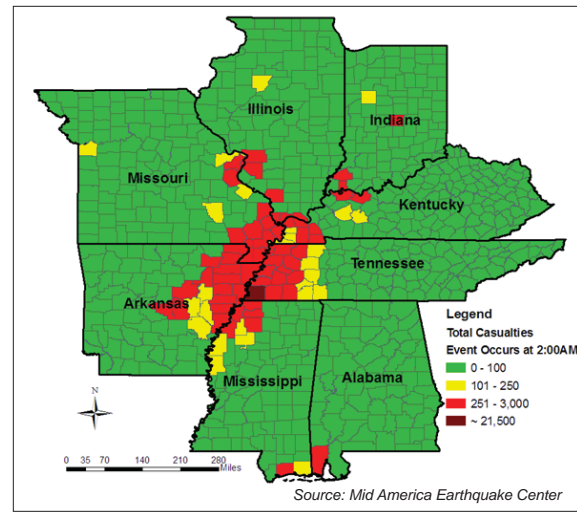 Illinois
Indiana
Missouri
Kentucky
Tennessee
Arkansas
Mississippi
Alabama
Legend
Total Casualties
Event Occurs at 2:00AM
0 - 100
101 - 250
251 - 3,000
~ 21,500
N
0 35 70 140 210 280
Miles
Source: Mid America Earthquake Center